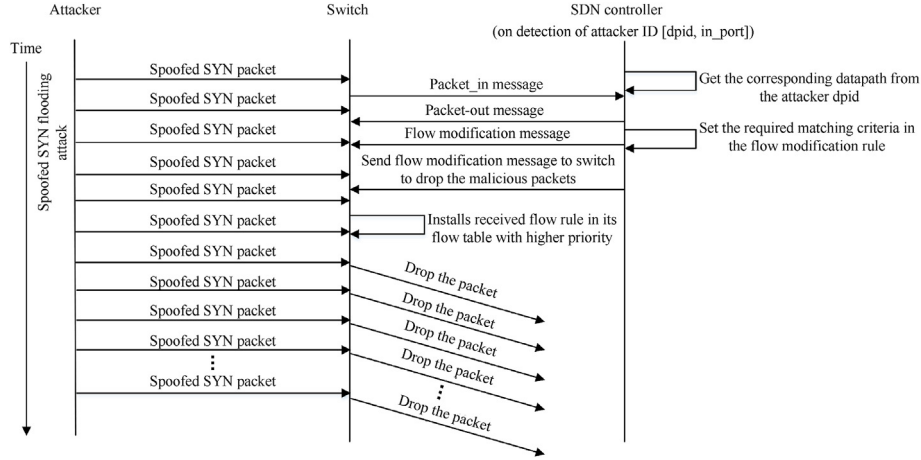 Attacker
Switch
SDN controller
(on detection of attacker ID [dpid, in_port])
Time
Spoofed SYN flooding
attack
Spoofed SYN packet
Packet_in message
Get the corresponding datapath from
the attacker dpid
Spoofed SYN packet
Packet-out message
Spoofed SYN packet
Flow modification message
Set the required matching criteria in
the flow modification rule
Spoofed SYN packet
Send flow modification message to switch
to drop the malicious packets
Spoofed SYN packet
Spoofed SYN packet
Installs received flow rule in its
flow table with higher priority
Spoofed SYN packet
Drop the packet
Spoofed SYN packet
Drop the packet
Spoofed SYN packet
Drop the packet
Spoofed SYN packet
Drop the packet
Spoofed SYN packet
Drop the packet